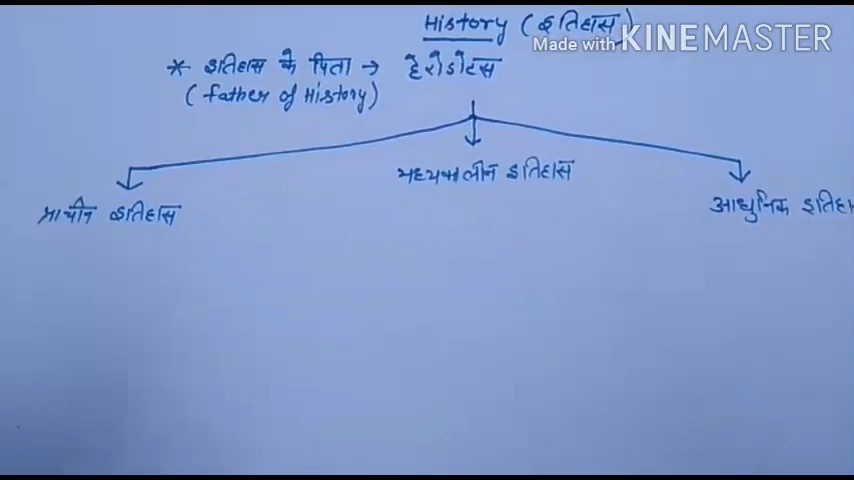 History (इतिहास)
Made with KINEMASTER
* इतिहास के पिता → हेरोडोटस
(father of History)
मध्यकालीन इतिहास
प्राचीन इतिहास
आधुनिक इतिहा